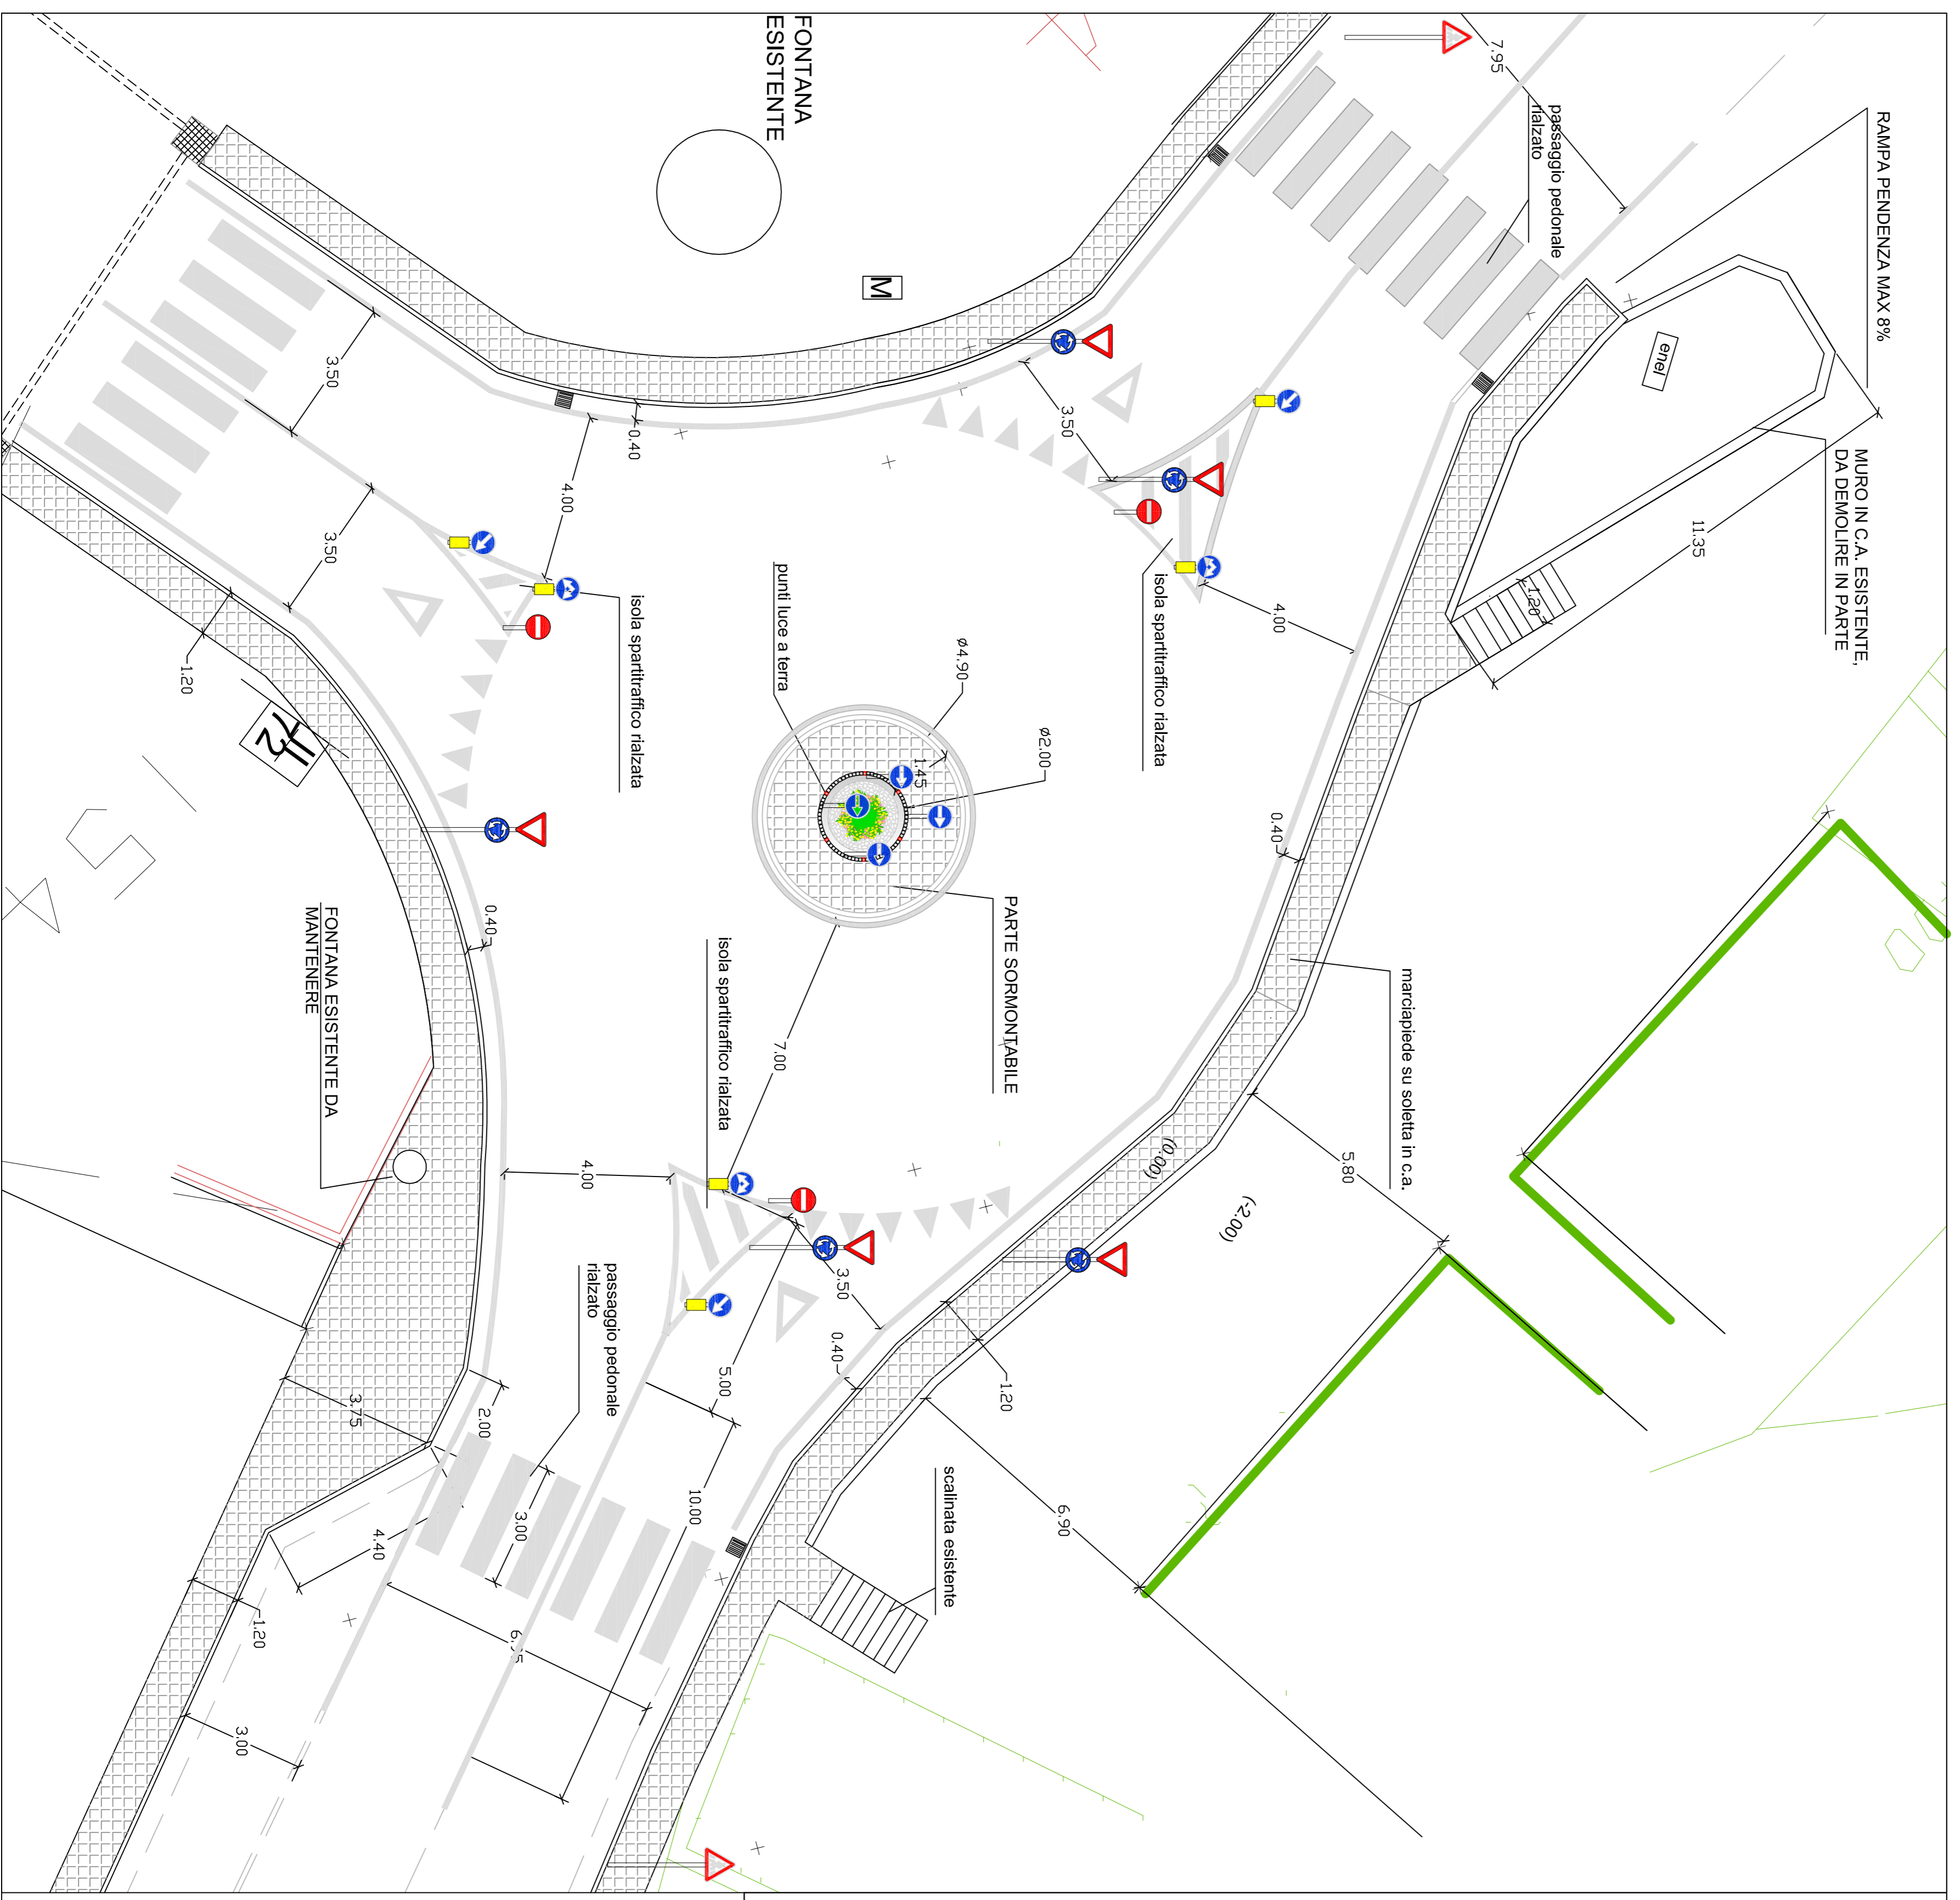 FONTANA
ESISTENTE
7.95
passaggio pedonale
rialzato
RAMPA PENDENZA MAX 8%
M
enel
MURO IN C.A. ESISTENTE,
DA DEMOLIRE IN PARTE
11.35
1.20
3.50
0.40
4.00
3.50
3.50
isola spartitraffico rialzata
4.00
isola spartitraffico rialzata
punti luce a terra
ø4.90
ø2.00
1.45
1.20
0.40
PARTE SORMONTABILE
marciapiede su soletta in c.a.
0.40
FONTANA ESISTENTE DA
MANTENERE
isola spartitraffico rialzata
7.00
(0.00)
(-2.00)
5.80
4.00
3.50
passaggio pedonale
rialzato
0.40
1.20
5.00
2.00
3.75
scalinata esistente
6.90
10.00
3.00
4.40
1.20
3.00